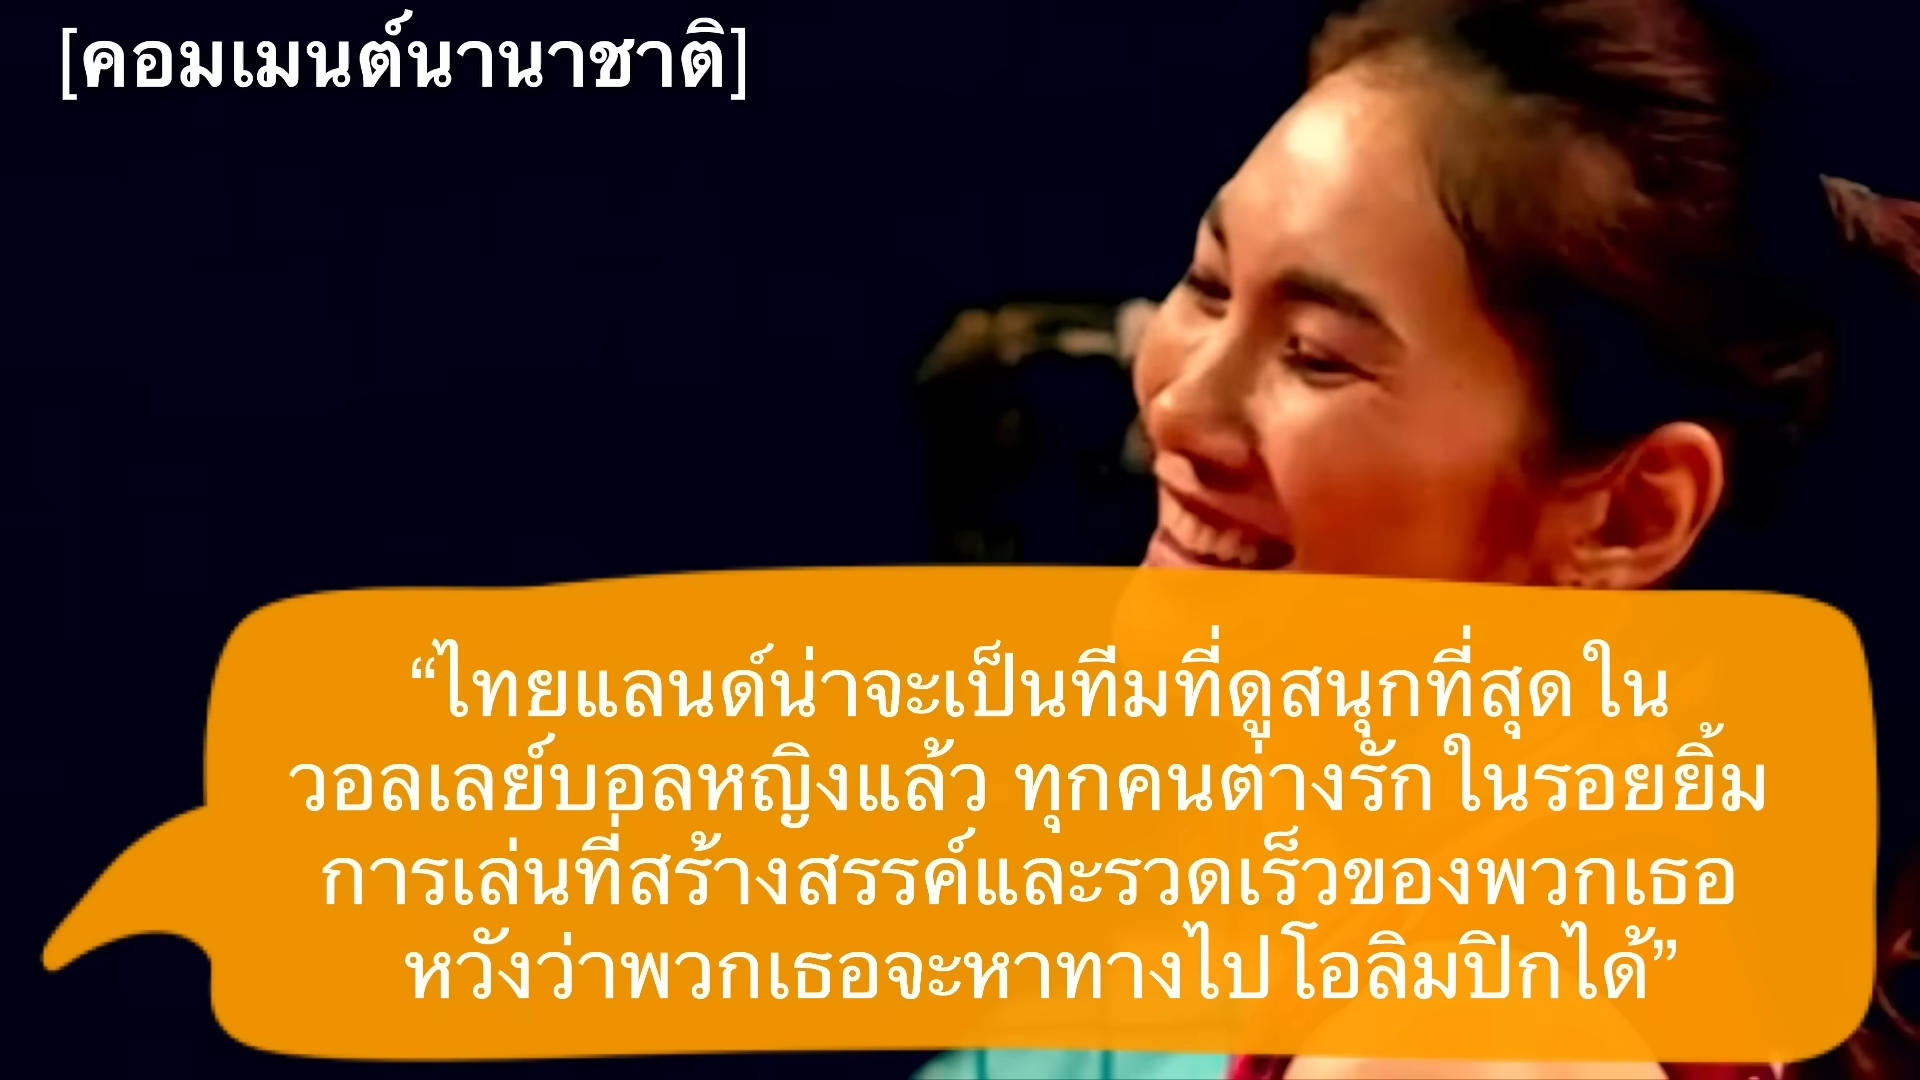 [คอมเมนต์นานาชาติ]
“ไทยแลนด์น่าจะเป็นทีมที่ดูสนุกที่สุดใน
วอลเลย์บอลหญิงแล้ว ทุกคนต่างรักในรอยยิ้ม
การเล่นที่สร้างสรรค์และรวดเร็วของพวกเธอ
หวังว่าพวกเธอจะหาทางไปโอลิมปิกได้”